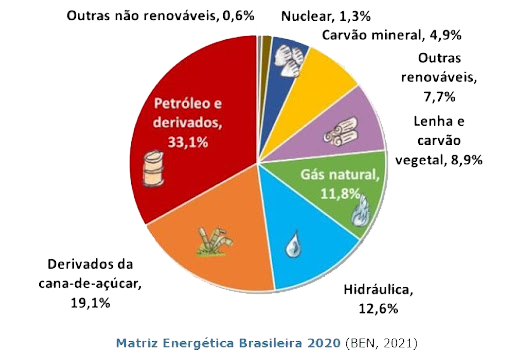 Outras não renováveis, 0,6%
Nuclear, 1,3%
Carvão mineral, 4,9%
Outras
renováveis,
7,7%
Lenha e
carvão
vegetal, 8,9%
Gás natural,
11,8%
Hidráulica,
12,6%
Derivados da
cana-de-açúcar,
19,1%
Petróleo e
derivados,
33,1%
Matriz Energética Brasileira 2020 (BEN, 2021)